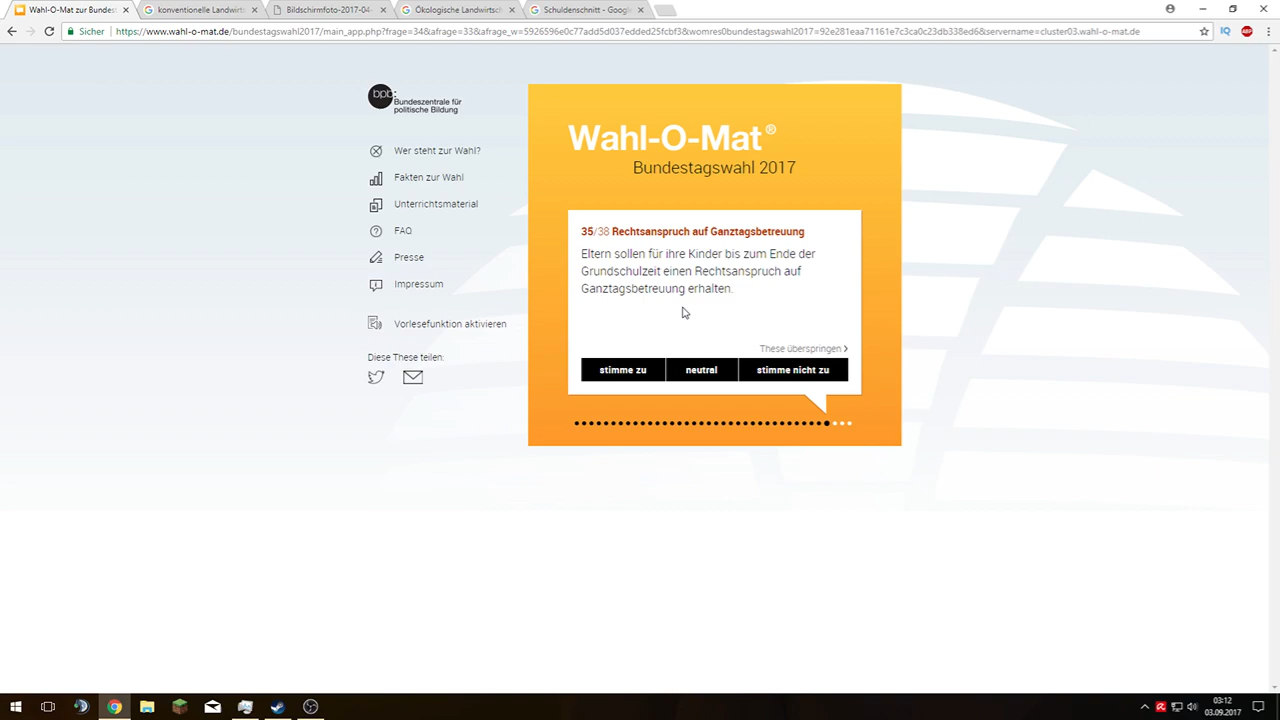 Wahl-O-Mat zur Bundest
konventionelle Landwirts
Bildschirmfoto-2017-04-
Ökologische Landwirtsch
Schuldenschnitt - Google
Sicher
https://www.wahl-o-mat.de/bundestagswahl2017/main_app.php?frage=34&afrage=33&afrage_w=5926596e0c77add5d037edded25fcbf3&womres0bundestagswahl2017=92e281eaa71161e7c3ca0c23db338ed6&servername=cluster03.wahl-o-mat.de
bpb:
Bundeszentrale für
politische Bildung
Wer steht zur Wahl?
Fakten zur Wahl
Unterrichtsmaterial
FAQ
Presse
Impressum
Vorlesefunktion aktivieren
Diese These teilen:
Wahl-O-Mat®
Bundestagswahl 2017
35/38 Rechtsanspruch auf Ganztagsbetreuung
Eltern sollen für ihre Kinder bis zum Ende der
Grundschulzeit einen Rechtsanspruch auf
Ganztagsbetreuung erhalten.
These überspringen
stimme zu
neutral
stimme nicht zu
03:12
03.09.2017